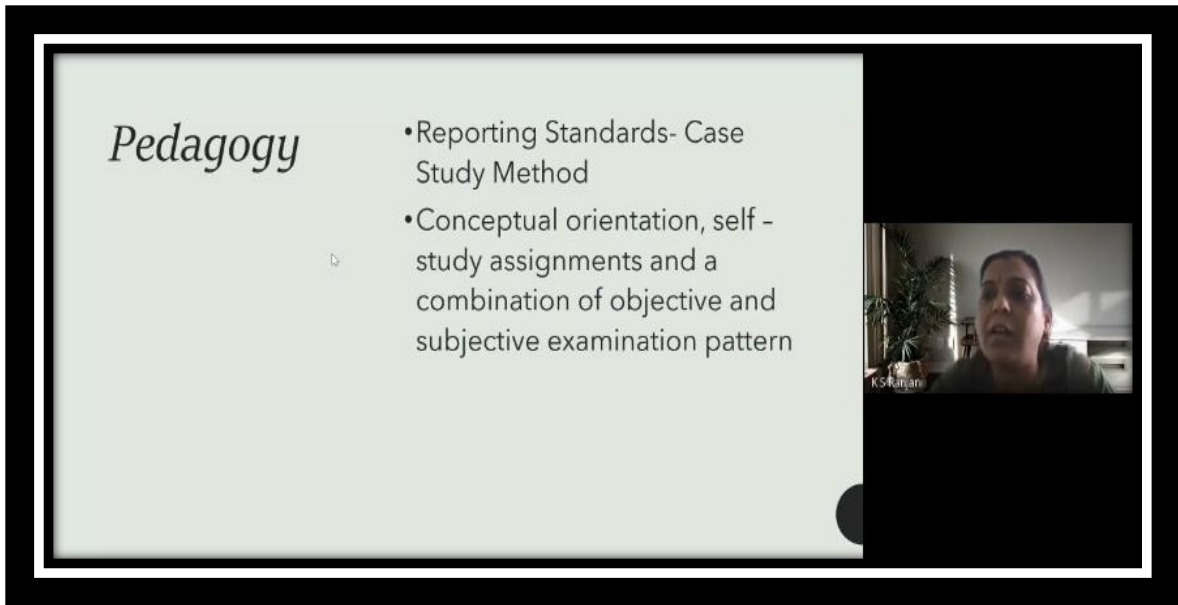 Pedagogy
•Reporting Standards- Case
Study Method
•Conceptual orientation, self –
study assignments and a
combination of objective and
subjective examination pattern
K S Ranjani